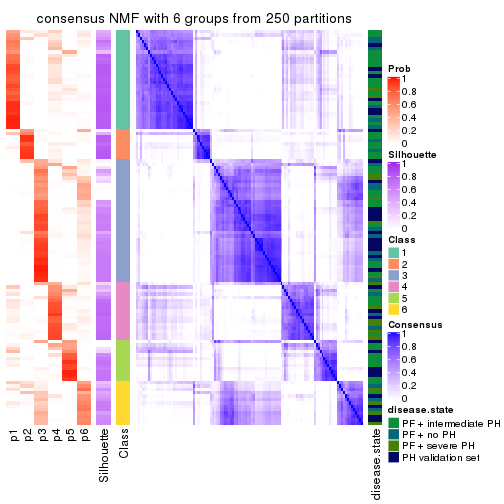 consensus NMF with 6 groups from 250 partitions
Prob
1
0.8
0.6
0.4
0.2
0
Silhouette
1
0.8
0.6
0.4
0.2
0
Class
1
2
3
4
5
6
Consensus
1
0.8
0.6
0.4
0.2
0
disease.state
PF + intermediate PH
PF + no PH
PF + severe PH
PH validation set
p1
p2
p3
p4
p5
p6
Silhouette
Class
disease.state